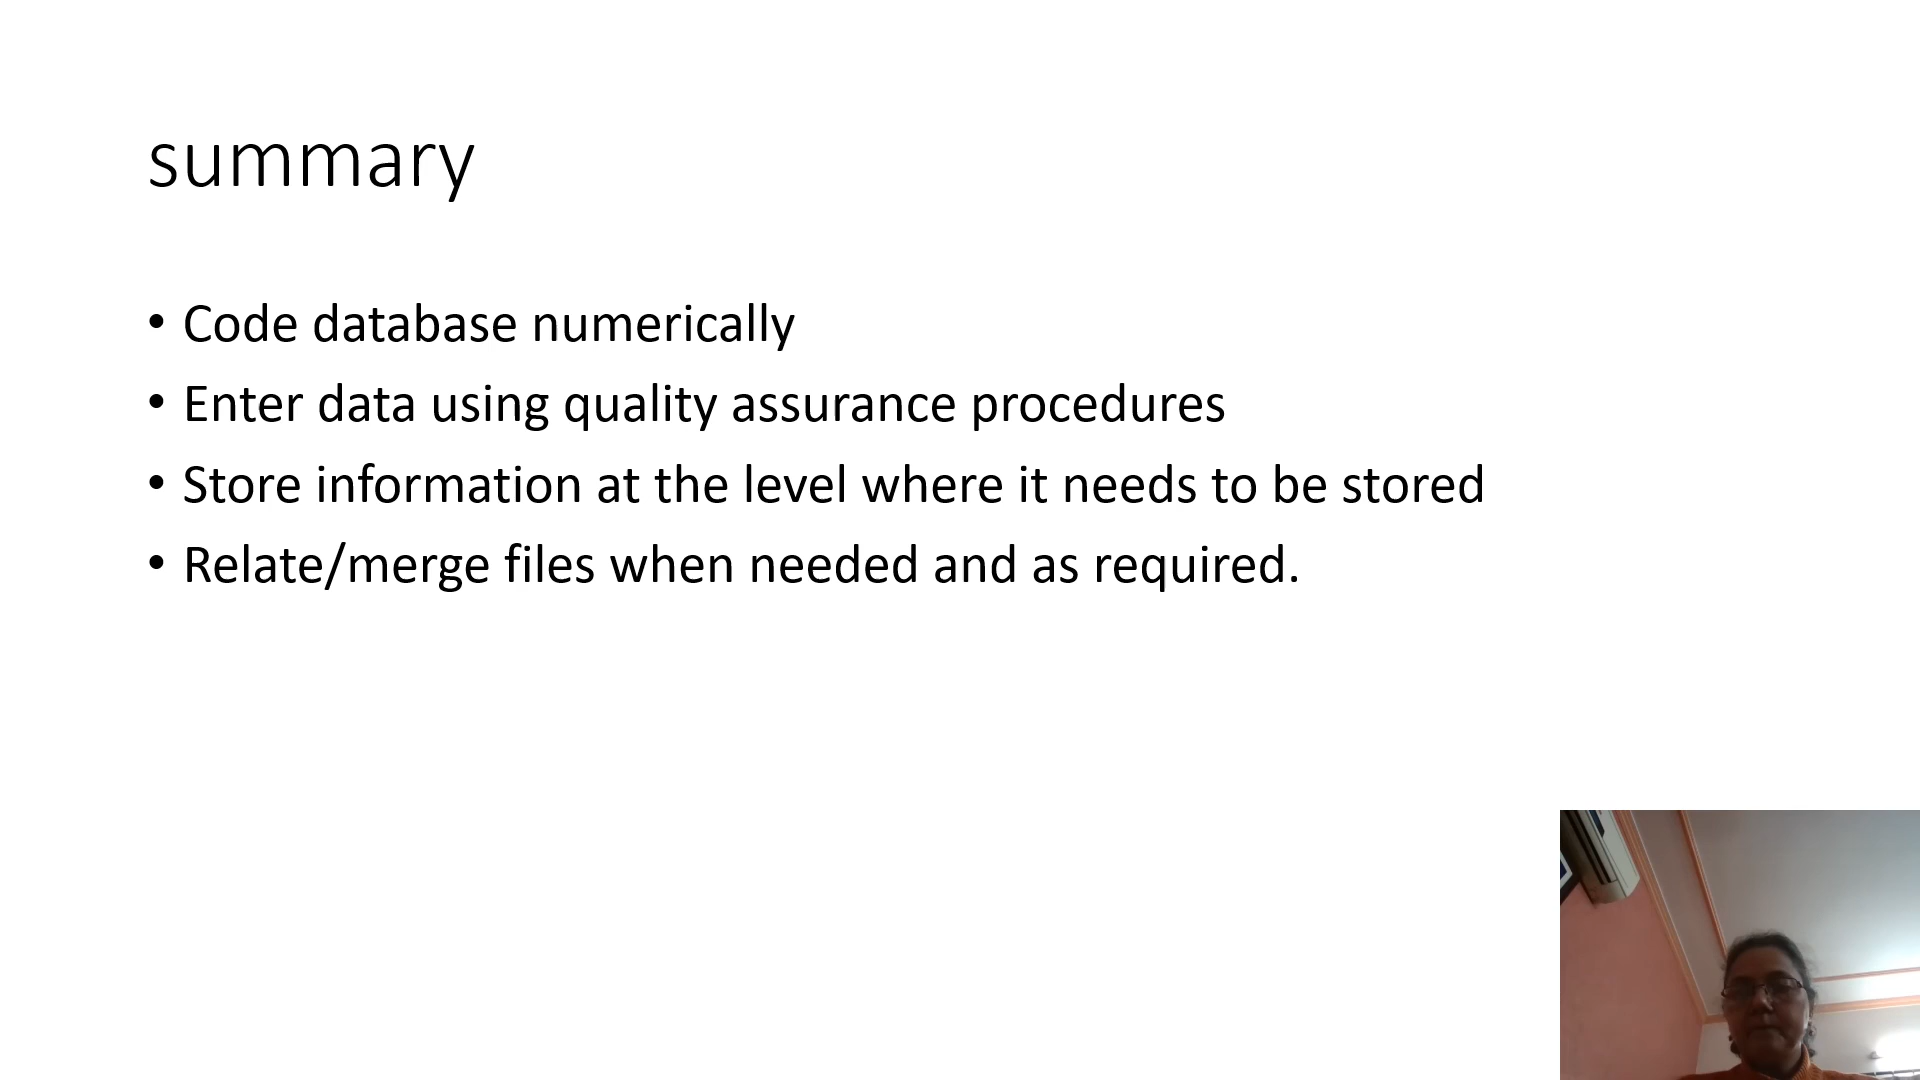 summary
• Code database numerically
• Enter data using quality assurance procedures
• Store information at the level where it needs to be stored
• Relate/merge files when needed and as required.